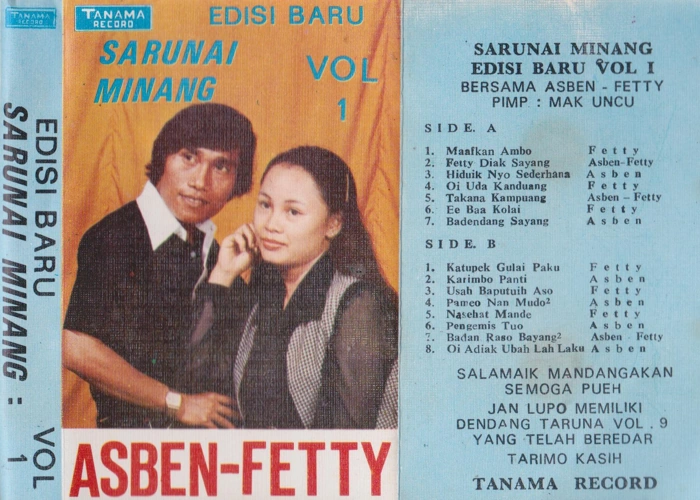 TANAMA
RECORD
EDISI BARU
SARUNAI MINANG : VOL 1
TANAMA
RECORD
EDISI BARU
SARUNAI
MINANG
VOL
1
ASBEN-FETTY
SARUNAI MINANG
EDISI BARU VOL I
BERSAMA ASBEN - FETTY
PIMP : MAK UNCU
SIDE. A
1. Maafkan Ambo Fetty
2. Fetty Diak Sayang Asben-Fetty
3. Hiduik Nyo Sederhana Asben
4. Oi Uda Kanduang Fetty
5. Takana Kampuang Asben - Fetty
6. Ee Baa Kolai Fetty
7. Badendang Sayang Asben
SIDE. B
1. Katupek Gulai Paku Fetty
2. Karimbo Panti Asben
3. Usah Baputuih Aso Fetty
4. Pameo Nan Mudo² Asben
5. Nasehat Mande Fetty
6. Pengemis Tuo Asben
7. Badan Raso Bayang² Asben - Fetty
8. Oi Adiak Ubah Lah Laku Asben
SALAMAIK MANDANGAKAN
SEMOGA PUEH
JAN LUPO MEMILIKI
DENDANG TARUNA VOL. 9
YANG TELAH BEREDAR
TARIMO KASIH
TANAMA RECORD